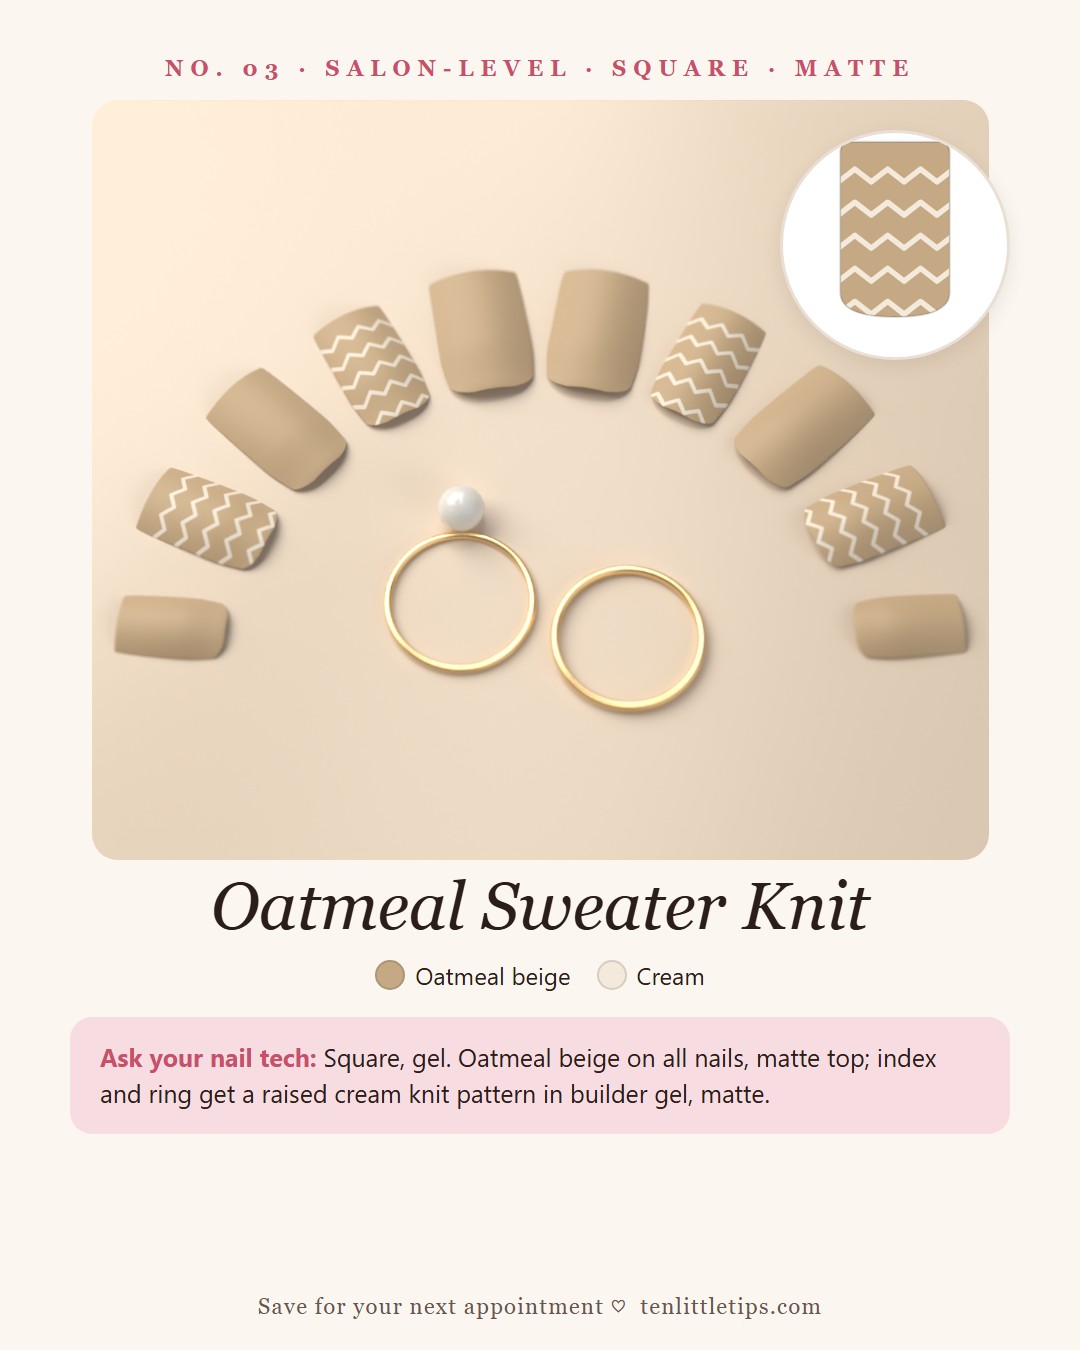 NO. 03 · SALON-LEVEL · SQUARE · MATTE
Oatmeal Sweater Knit
Oatmeal beige Cream
Ask your nail tech: Square, gel. Oatmeal beige on all nails, matte top; index
and ring get a raised cream knit pattern in builder gel, matte.
Save for your next appointment ♡ tenlittletips.com